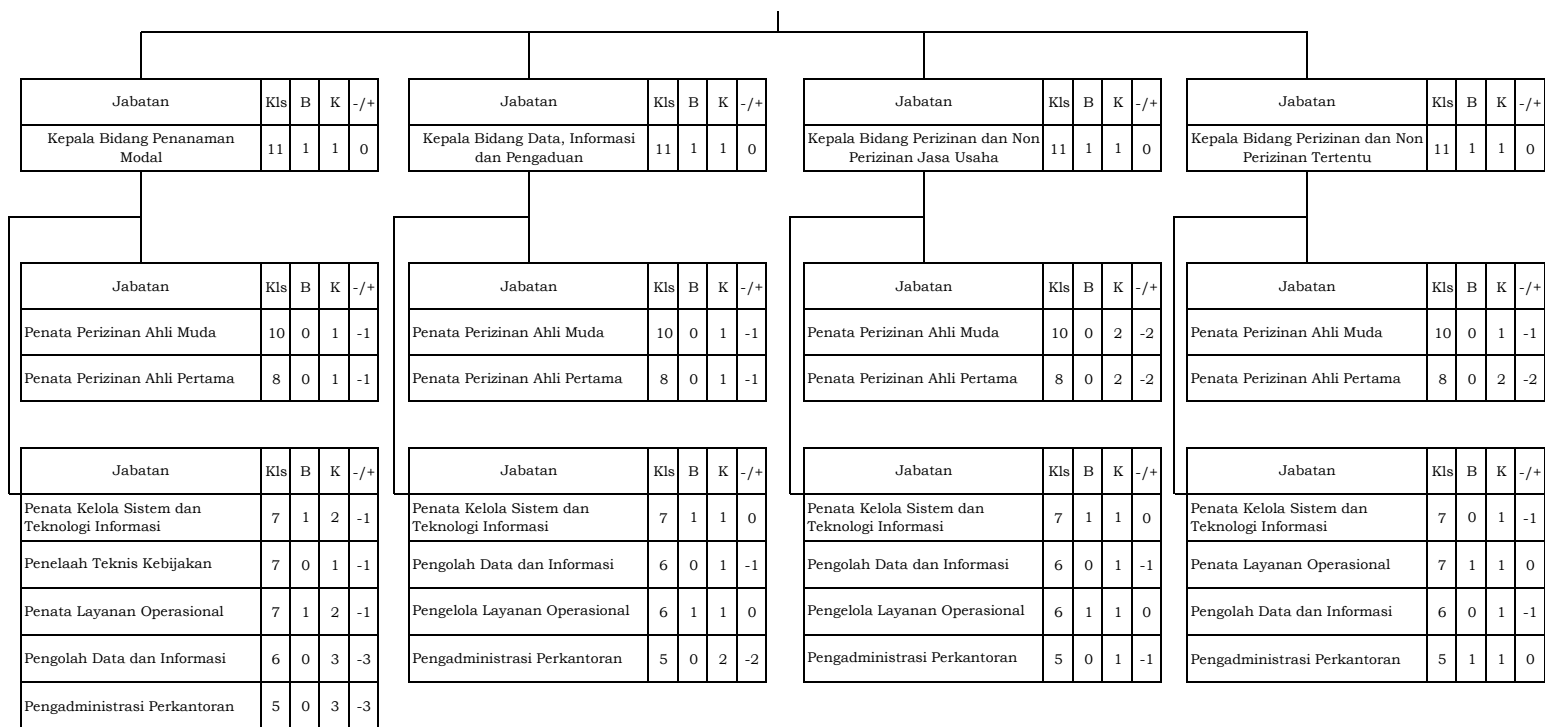 Jabatan Kls B K -/+
Kepala Bidang Penanaman
Modal 11 1 1 0
Jabatan Kls B K -/+
Kepala Bidang Data, Informasi
dan Pengaduan 11 1 1 0
Jabatan Kls B K -/+
Kepala Bidang Perizinan dan Non
Perizinan Jasa Usaha 11 1 1 0
Jabatan Kls B K -/+
Kepala Bidang Perizinan dan Non
Perizinan Tertentu 11 1 1 0
Jabatan Kls B K -/+
Penata Perizinan Ahli Muda 10 0 1 -1
Penata Perizinan Ahli Pertama 8 0 1 -1
Jabatan Kls B K -/+
Penata Perizinan Ahli Muda 10 0 1 -1
Penata Perizinan Ahli Pertama 8 0 1 -1
Jabatan Kls B K -/+
Penata Perizinan Ahli Muda 10 0 2 -2
Penata Perizinan Ahli Pertama 8 0 2 -2
Jabatan Kls B K -/+
Penata Perizinan Ahli Muda 10 0 1 -1
Penata Perizinan Ahli Pertama 8 0 2 -2
Jabatan Kls B K -/+
Penata Kelola Sistem dan
Teknologi Informasi 7 1 2 -1
Penelaah Teknis Kebijakan 7 0 1 -1
Penata Layanan Operasional 7 1 2 -1
Pengolah Data dan Informasi 6 0 3 -3
Pengadministrasi Perkantoran 5 0 3 -3
Jabatan Kls B K -/+
Penata Kelola Sistem dan
Teknologi Informasi 7 1 1 0
Pengolah Data dan Informasi 6 0 1 -1
Pengelola Layanan Operasional 6 1 1 0
Pengadministrasi Perkantoran 5 0 2 -2
Jabatan Kls B K -/+
Penata Kelola Sistem dan
Teknologi Informasi 7 1 1 0
Pengolah Data dan Informasi 6 0 1 -1
Pengelola Layanan Operasional 6 1 1 0
Pengadministrasi Perkantoran 5 0 1 -1
Jabatan Kls B K -/+
Penata Kelola Sistem dan
Teknologi Informasi 7 0 1 -1
Penata Layanan Operasional 7 1 1 0
Pengolah Data dan Informasi 6 0 1 -1
Pengadministrasi Perkantoran 5 1 1 0